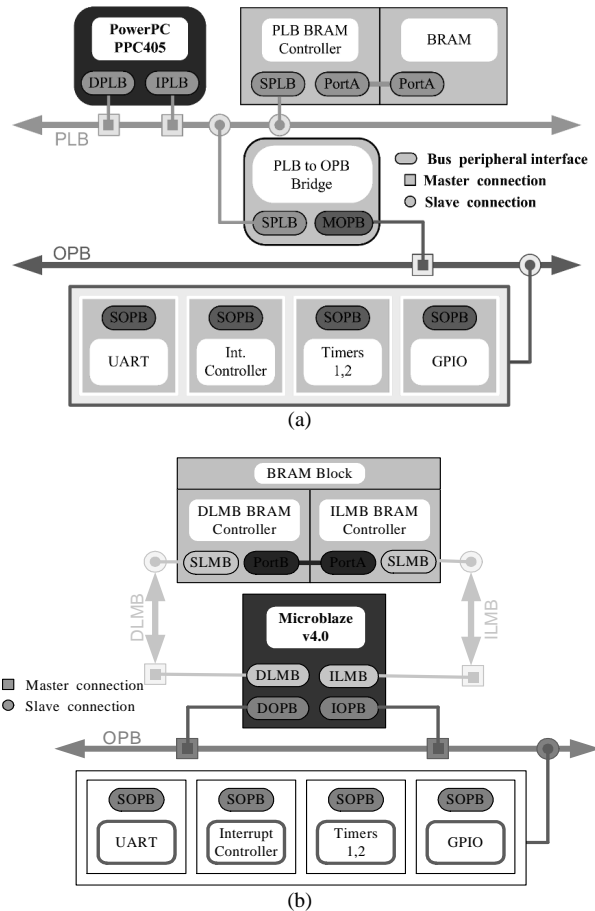 PowerPC
PPC405
DPLB IPLB
PLB BRAM
Controller
BRAM
SPLB PortA PortA
PLB
PLB to OPB
Bridge
SPLB MOPB
Bus peripheral interface
Master connection
Slave connection
OPB
SOPB SOPB SOPB SOPB
UART
Int.
Controller
Timers
1,2
GPIO
(a)
BRAM Block
DLMB BRAM
Controller
ILMB BRAM
Controller
SLMB PortB PortA SLMB
DLMB
ILMB
Microblaze
v4.0
DLMB ILMB
DOPB IOPB
Master connection
Slave connection
OPB
SOPB SOPB SOPB SOPB
UART
Interrupt
Controller
Timers
1,2
GPIO
(b)